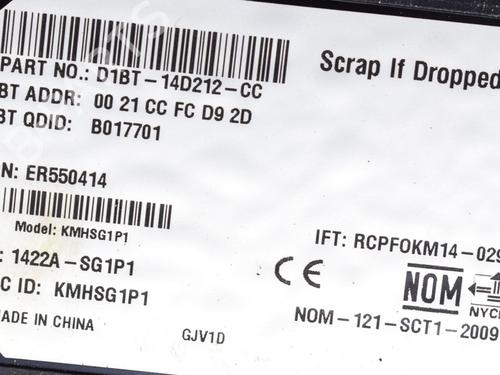 PART NO.: D1BT-14D212-CC
Scrap If Dropped
BT ADDR: 00 21 CC FC D9 2D
BT QDID: B017701
N: ER550414
Model: KMHSG1P1
: 1422A-SG1P1
C ID: KMHSG1P1
MADE IN CHINA
GJV1D
IFT: RCPFOKM14-029
CE
NOM
NYC
NOM-121-SCT1-2009